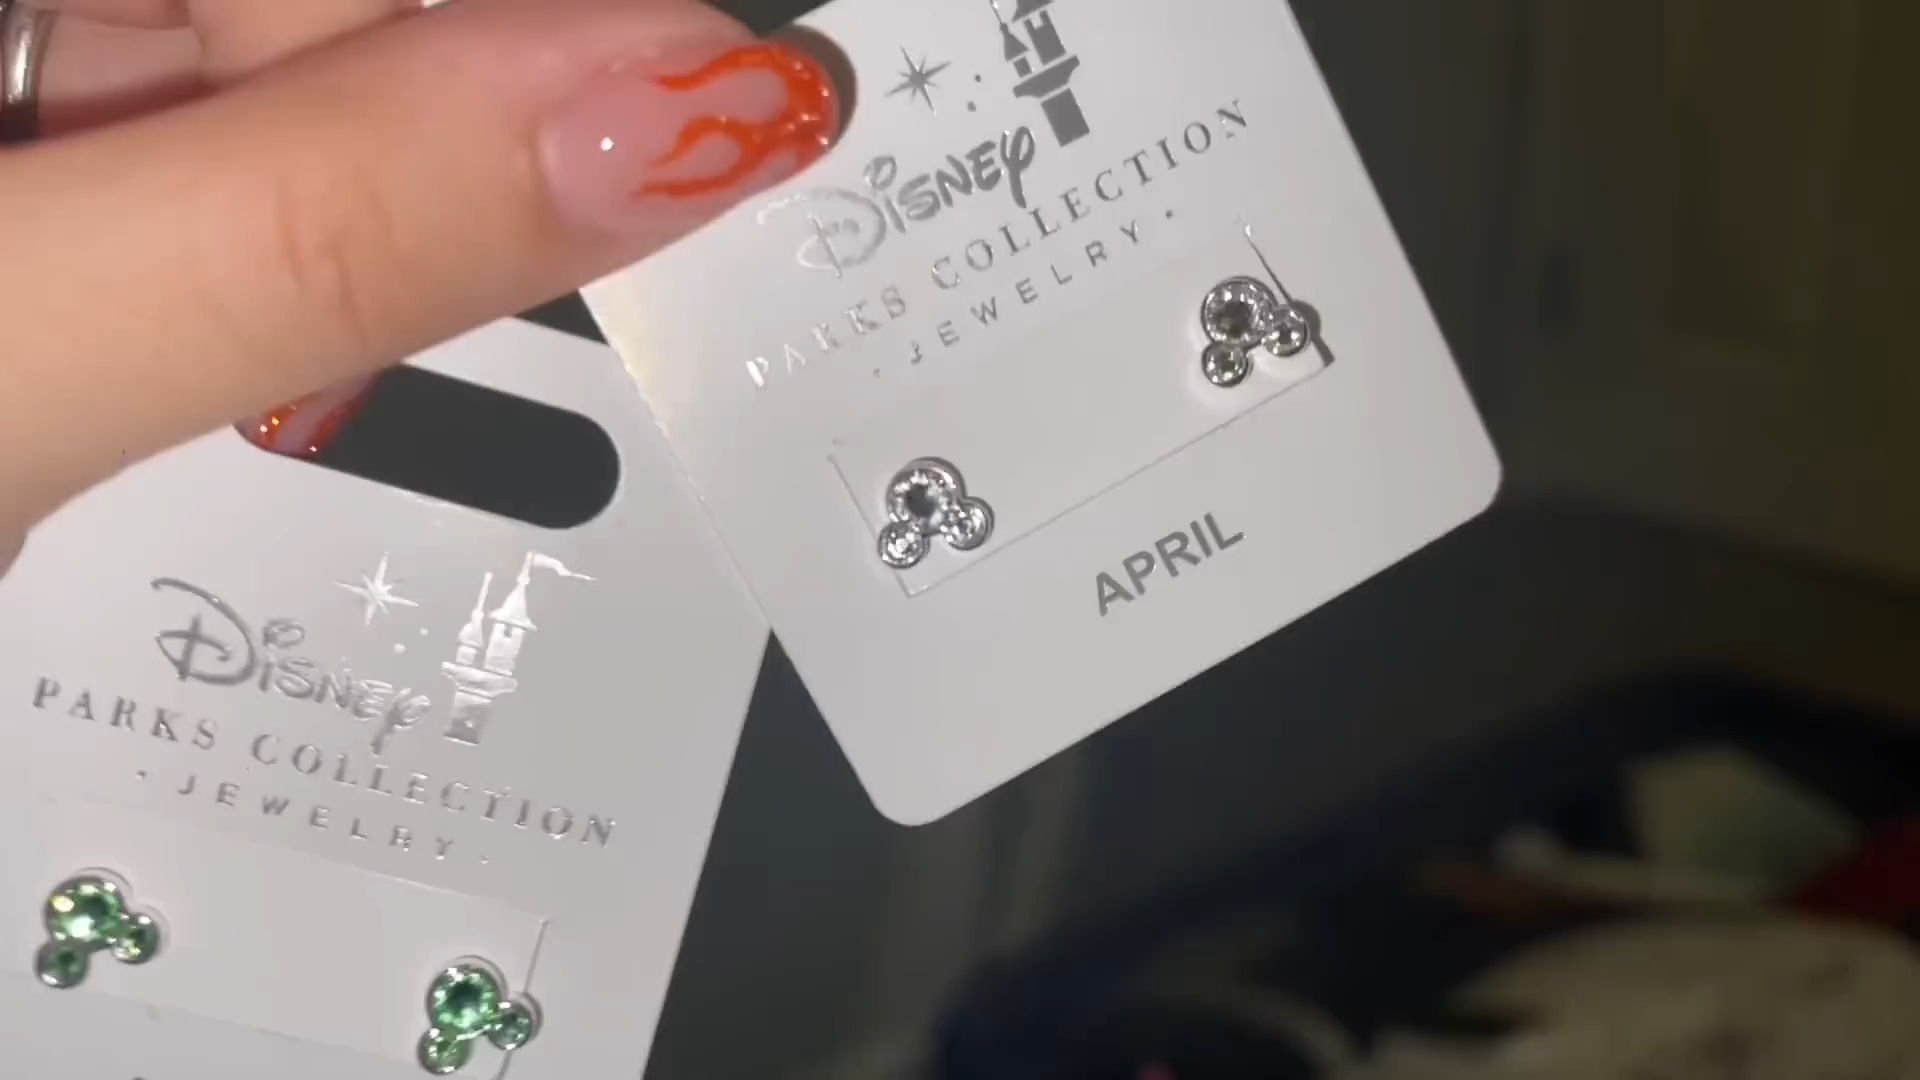 Disney
PARKS COLLECTION
· JEWELRY ·
APRIL
Disney
PARKS COLLECTION
· JEWELRY ·